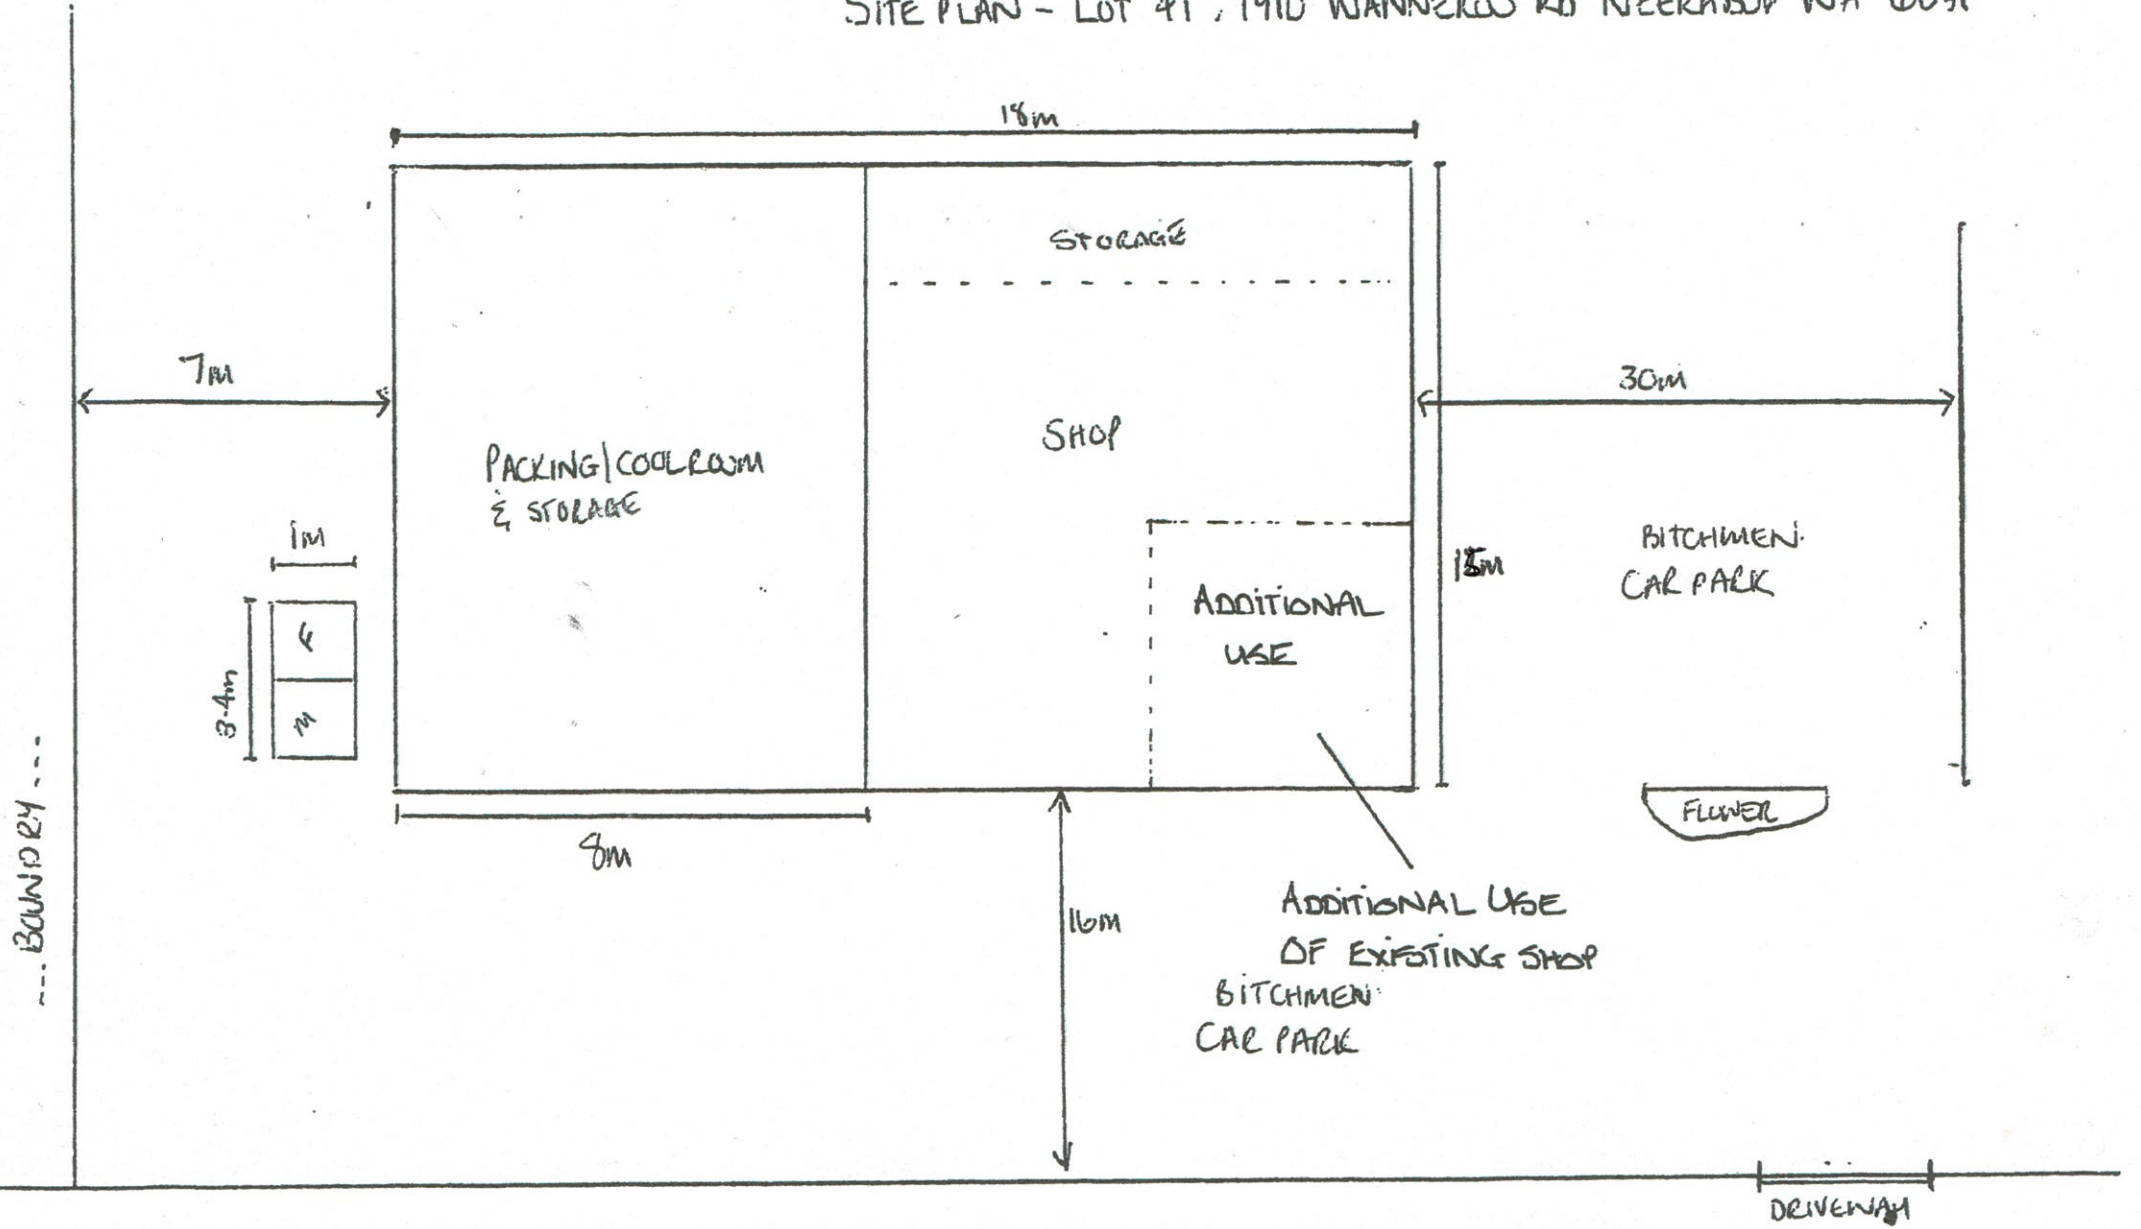 SITE PLAN - LOT 41, 1910 WANNEROO RD NEERABUP WA 6031
18m
STORAGE
7m
30m
SHOP
PACKING/COOLROOM
& STORAGE
1m
BITCHMEN
CAR PARK
15m
ADDITIONAL
USE
F
M
3.4m
FLOWER
8m
BOUNDRY
16m
ADDITIONAL USE
OF EXISTING SHOP
BITCHMEN
CAR PARK
DRIVEWAY